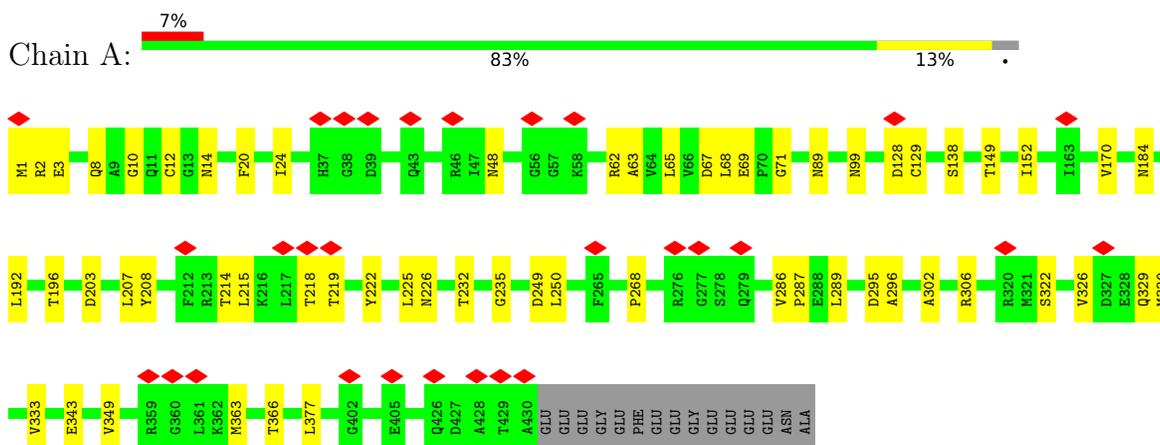 7%
Chain A:
83% 13% •
M1 R2 E3 Q8 A9 G10 Q11 C12 G13 N14 F20 I24 H37 G38 D39 Q43 R46 I47 N48 G56 G57 K58 R62 A63 V64 L65 V66 D67 L68 E69 P70 G71 N89 N99 D128 C129 S138 T149 I152 I163 V170 N184
L192 T196 D203 L207 Y208 F212 R213 T214 L215 K216 L217 T218 T219 Y222 L225 N226 T232 G235 D249 L250 F265 P268 R276 G277 S278 Q279 V286 P287 E288 L289 D295 A296 A302 R306 R320 M321 S322 V326 D327 E328 Q329
V333 E343 V349 R359 G360 L361 K362 M363 T366 L377 G402 E405 Q426 D427 A428 T429 A430 GLU GLU GLU GLY GLU PHE GLU GLU GLY GLU GLU GLU GLU ASN ALA